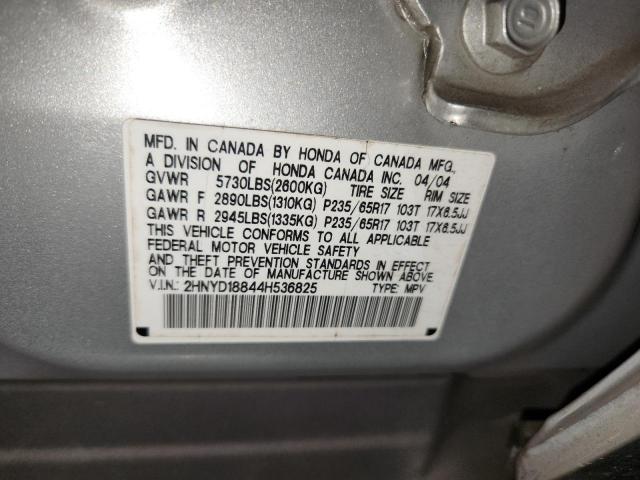 MFD. IN CANADA BY HONDA OF CANADA MFG.,
A DIVISION OF HONDA CANADA INC. 04/04
GVWR 5730LBS(2600KG) TIRE SIZE RIM SIZE
GAWR F 2890LBS(1310KG) P235/65R17 103T 17X6.5JJ
GAWR R 2945LBS(1335KG) P235/65R17 103T 17X6.5JJ
THIS VEHICLE CONFORMS TO ALL APPLICABLE
FEDERAL MOTOR VEHICLE SAFETY
AND THEFT PREVENTION STANDARDS IN EFFECT
ON THE DATE OF MANUFACTURE SHOWN ABOVE.
V.I.N.: 2HNYD18844H536825 TYPE: MPV